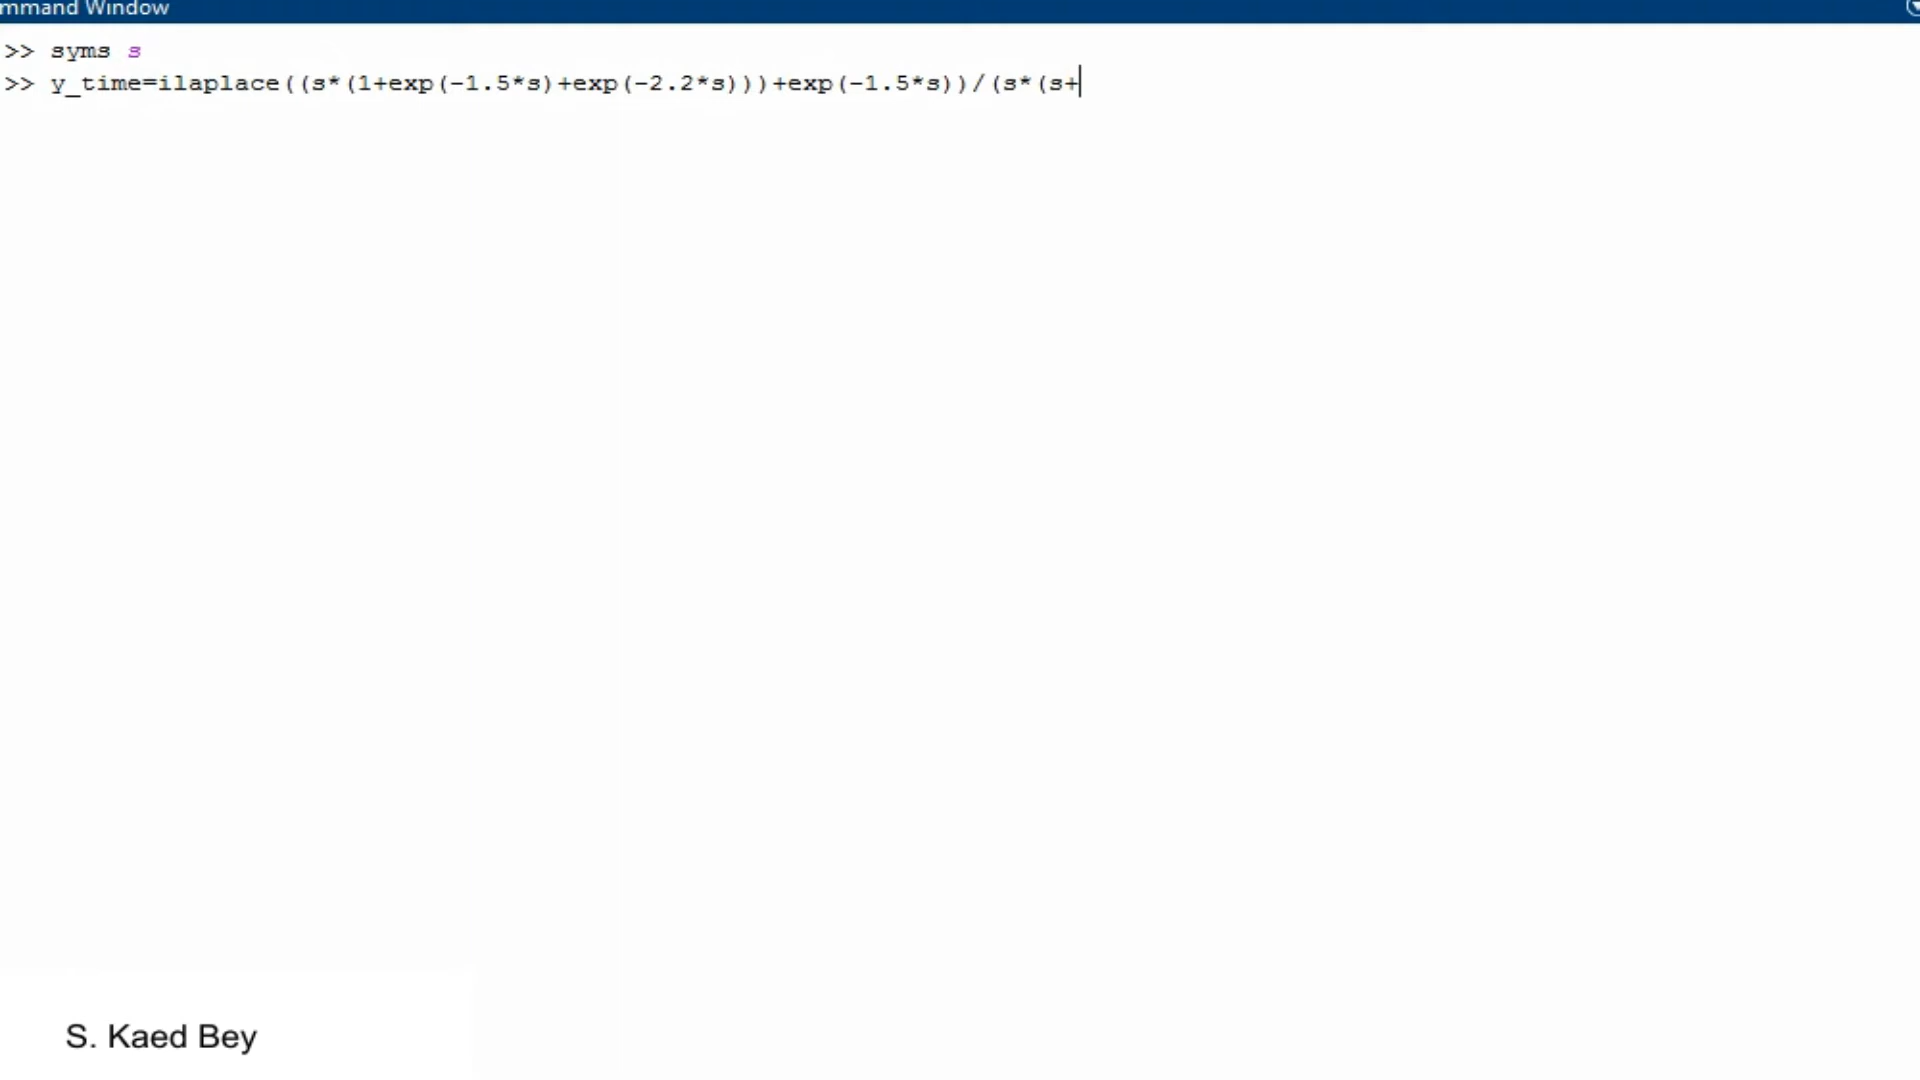 mmand Window
>> syms s
>> y_time=ilaplace((s*(1+exp(-1.5*s)+exp(-2.2*s)))+exp(-1.5*s))/(s*(s+
S. Kaed Bey